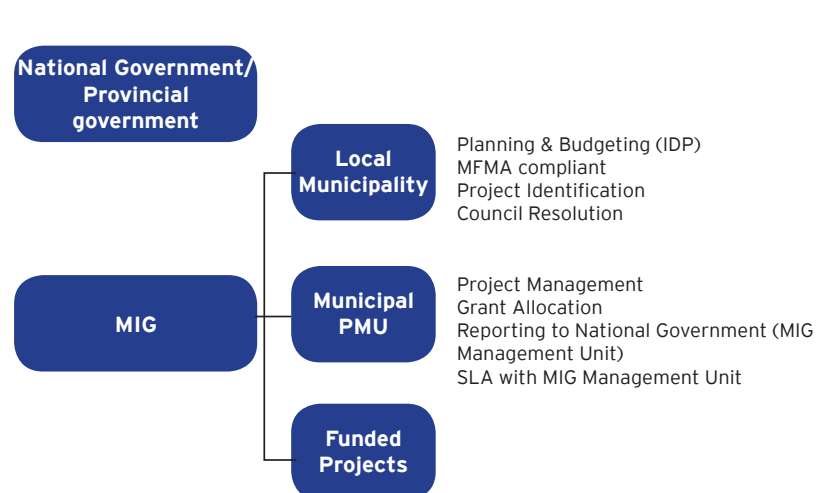 National Government/
Provincial
government
Local
Municipality
Planning & Budgeting (IDP)
MFMA compliant
Project Identification
Council Resolution
MIG
Municipal
PMU
Project Management
Grant Allocation
Reporting to National Government (MIG
Management Unit)
SLA with MIG Management Unit
Funded
Projects